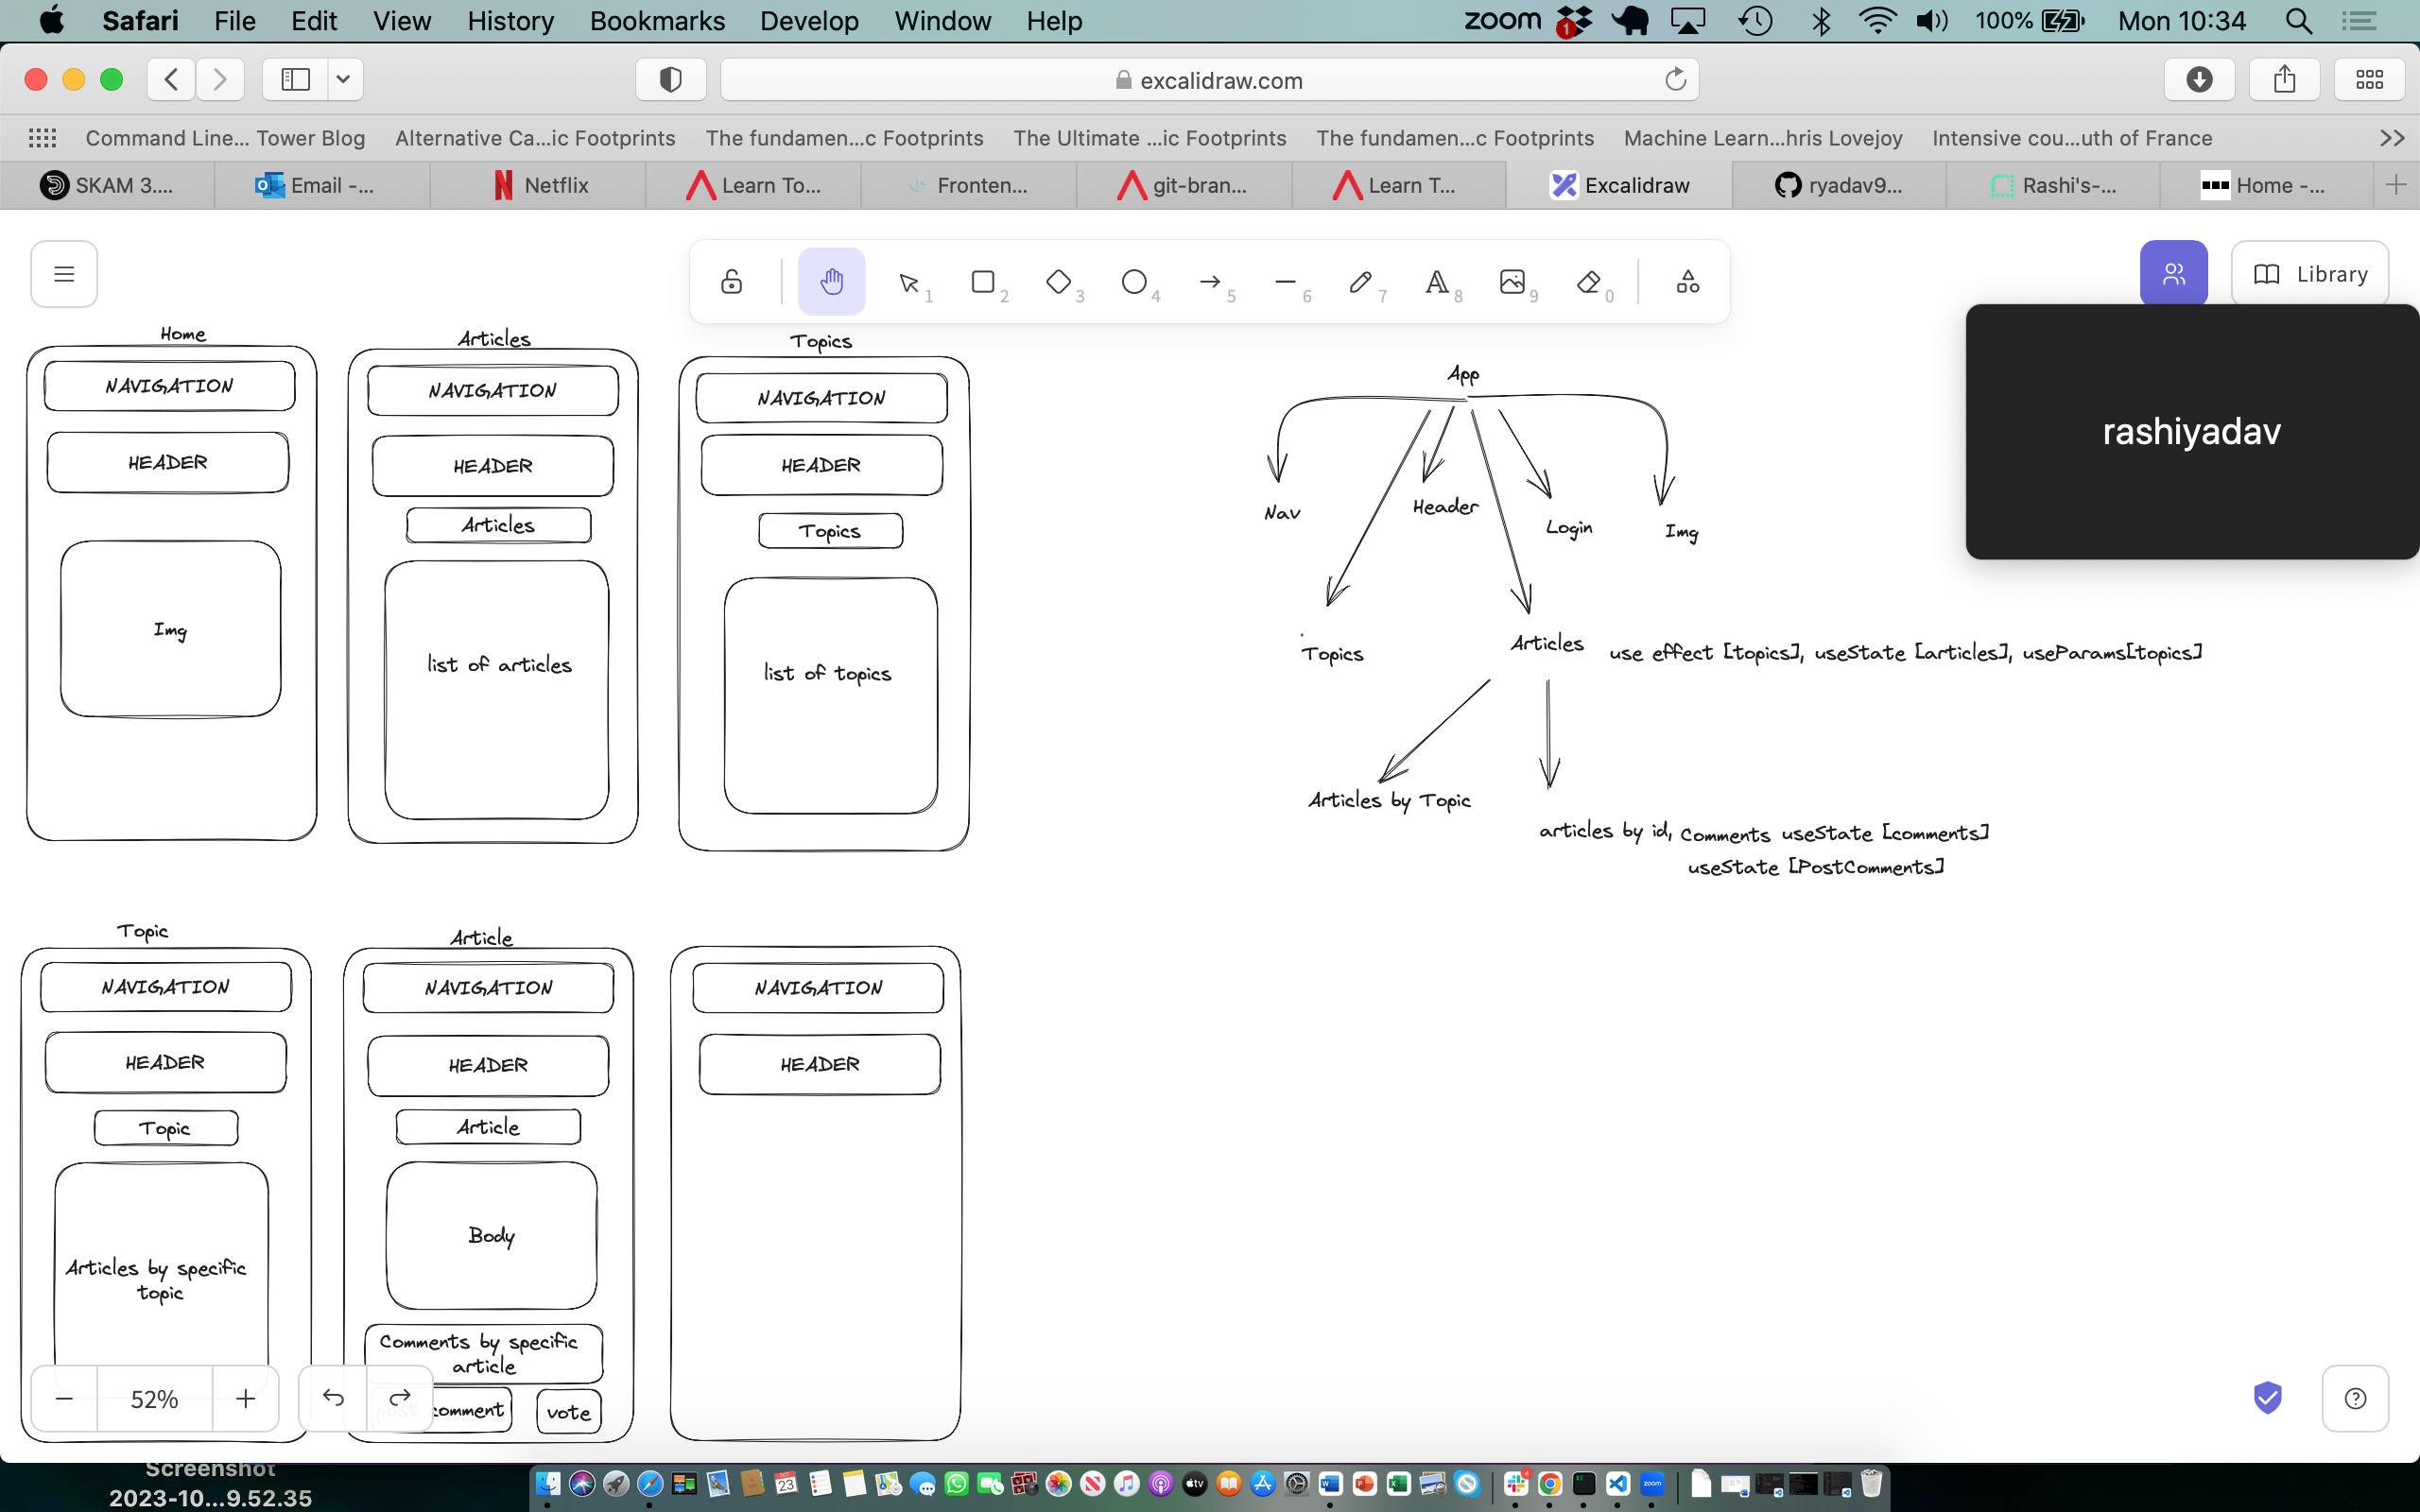 Safari File Edit View History Bookmarks Develop Window Help zoom 1 100% Mon 10:34
excalidraw.com
Command Line... Tower Blog Alternative Ca...ic Footprints The fundamen...c Footprints The Ultimate ...ic Footprints The fundamen...c Footprints Machine Learn...hris Lovejoy Intensive cou...uth of France
SKAM 3.... Email -... Netflix Learn To... Fronten... git-bran... Learn T... Excalidraw ryadav9... Rashi's-... Home -...
1 2 3 4 5 6 7 8 9 0
Library
rashiyadav
Home
NAVIGATION
HEADER
Img
Articles
NAVIGATION
HEADER
Articles
list of articles
Topics
NAVIGATION
HEADER
Topics
list of topics
App
Nav
Header
Login
Img
Topics
Articles
use effect [topics], useState [articles], useParams[topics]
Articles by Topic
articles by id, Comments useState [comments]
useState [PostComments]
Topic
NAVIGATION
HEADER
Topic
Articles by specific
topic
Article
NAVIGATION
HEADER
Article
Body
Comments by specific
article
post comment
vote
NAVIGATION
HEADER
52%
Screenshot
2023-10...9.52.35